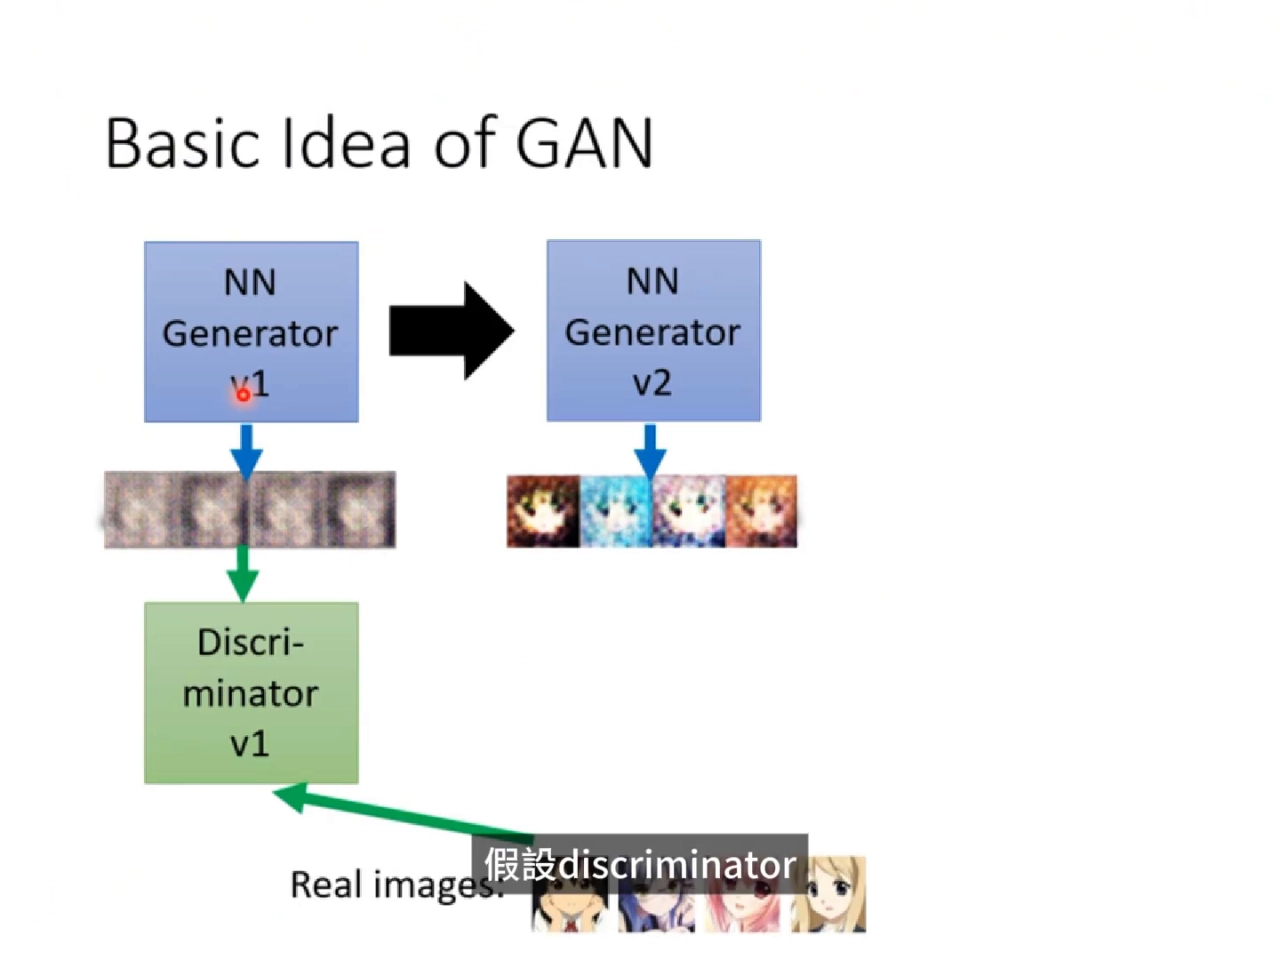 Basic Idea of GAN
NN
Generator
v1
NN
Generator
v2
Discri-
minator
v1
Real images:
假設discriminator